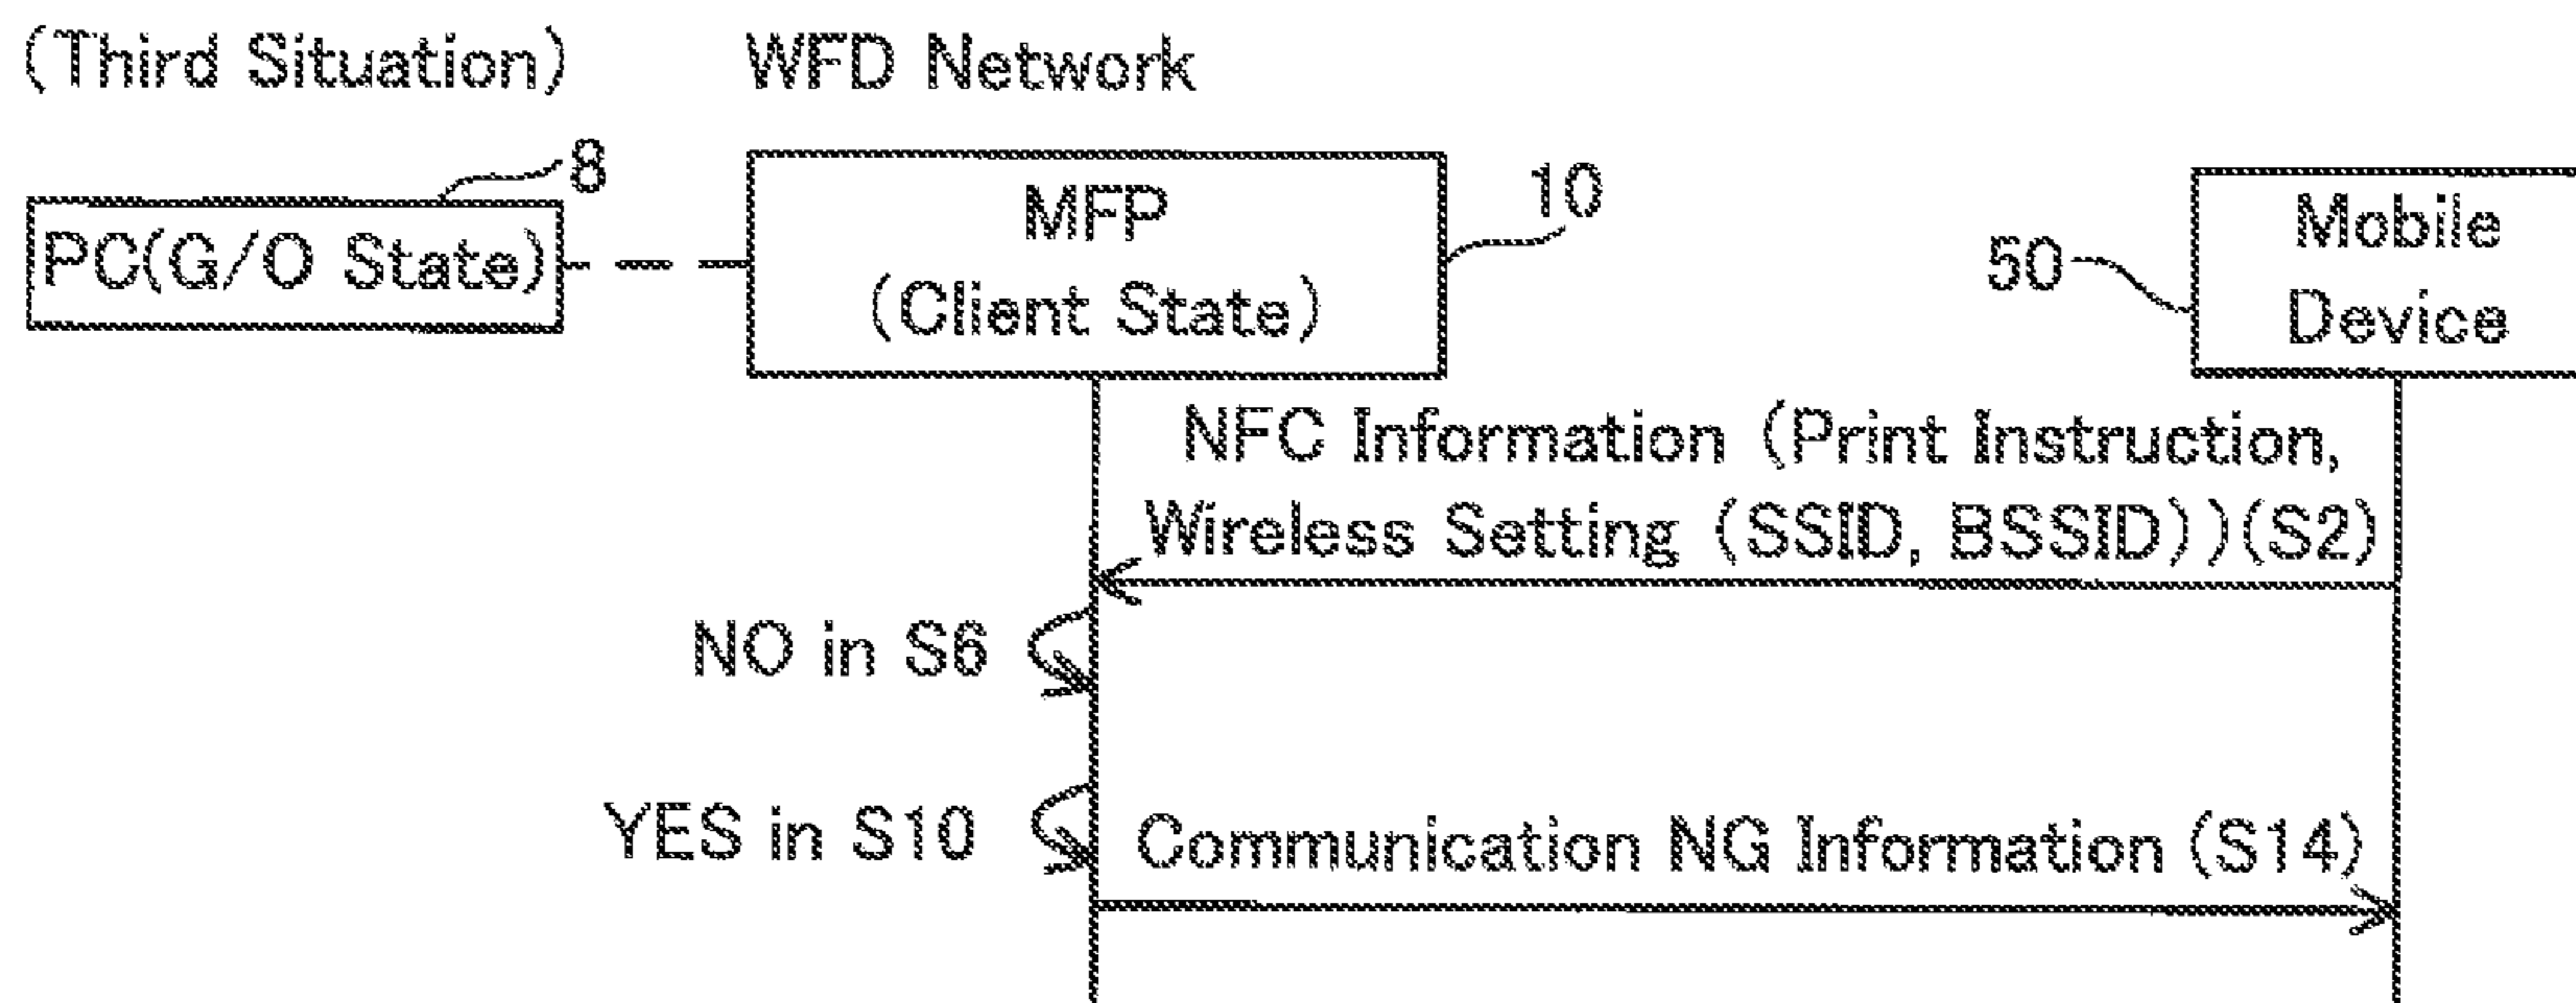 (Third Situation)
WFD Network
8
PC(G/O State)
MFP
(Client State)
10
50
Mobile
Device
NFC Information (Print Instruction,
Wireless Setting (SSID, BSSID))(S2)
NO in S6
YES in S10
Communication NG Information (S14)